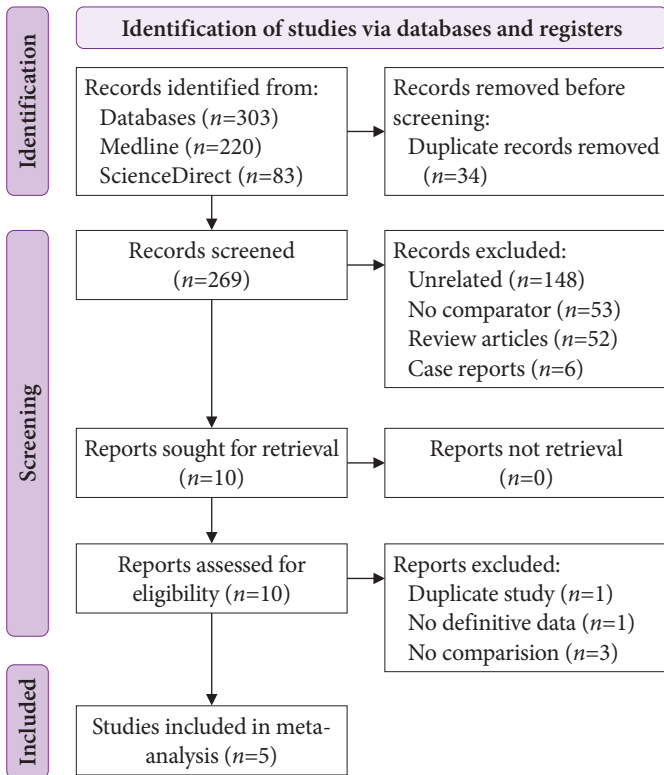 Identification of studies via databases and registers
Identification
Records identified from:
Databases (n=303)
Medline (n=220)
ScienceDirect (n=83)
Records removed before
screening:
Duplicate records removed
(n=34)
Screening
Records screened
(n=269)
Records excluded:
Unrelated (n=148)
No comparator (n=53)
Review articles (n=52)
Case reports (n=6)
Reports sought for retrieval
(n=10)
Reports not retrieval
(n=0)
Reports assessed for
eligibility (n=10)
Reports excluded:
Duplicate study (n=1)
No definitive data (n=1)
No comparision (n=3)
Included
Studies included in meta-
analysis (n=5)